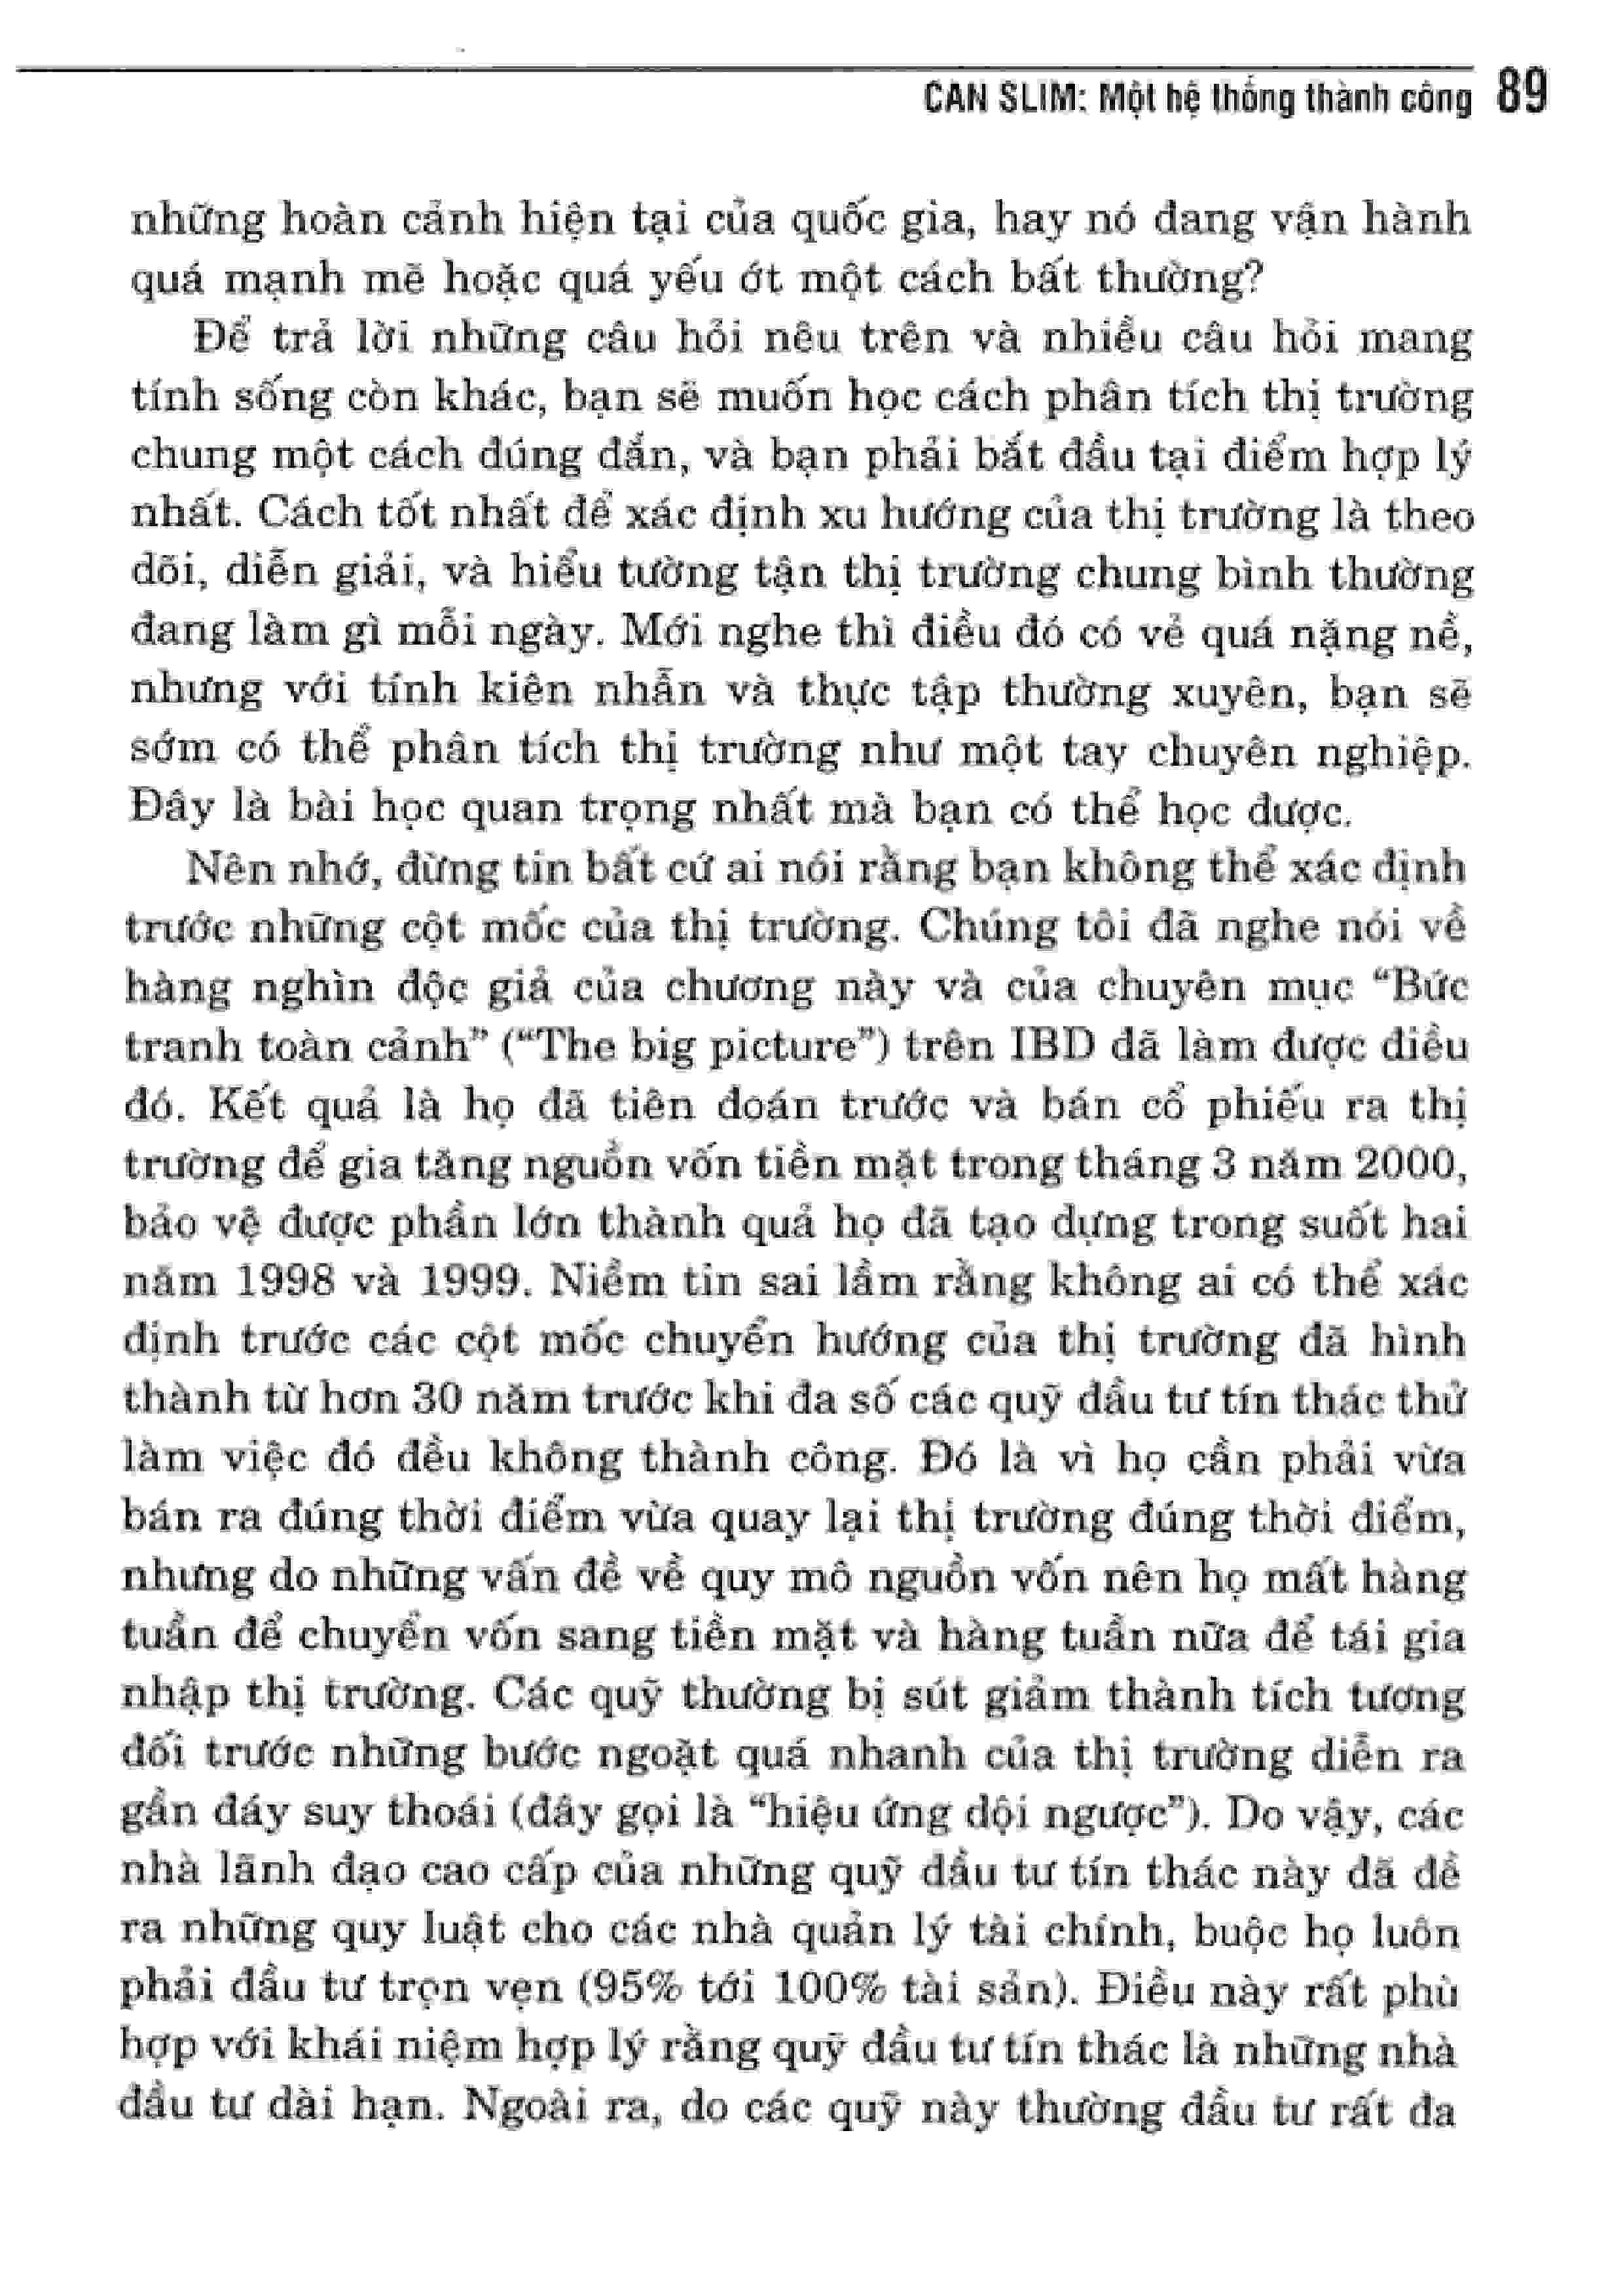 CAN SLIM: Một hệ thống thành công 89
những hoàn cảnh hiện tại của quốc gia, hay nó đang vận hành
quá mạnh mẽ hoặc quá yếu ớt một cách bất thường?
Để trả lời những câu hỏi nêu trên và nhiều câu hỏi mang
tính sống còn khác, bạn sẽ muốn học cách phân tích thị trường
chung một cách đúng đắn, và bạn phải bắt đầu tại điểm hợp lý
nhất. Cách tốt nhất để xác định xu hướng của thị trường là theo
dõi, diễn giải, và hiểu tường tận thị trường chung bình thường
đang làm gì mỗi ngày. Mới nghe thì điều đó có vẻ quá nặng nề,
nhưng với tính kiên nhẫn và thực tập thường xuyên, bạn sẽ
sớm có thể phân tích thị trường như một tay chuyên nghiệp.
Đây là bài học quan trọng nhất mà bạn có thể học được.
Nên nhớ, đừng tin bất cứ ai nói rằng bạn không thể xác định
trước những cột mốc của thị trường. Chúng tôi đã nghe nói về
hàng nghìn độc giả của chương này và của chuyên mục “Bức
tranh toàn cảnh” (“The big picture”) trên IBD đã làm được điều
đó. Kết quả là họ đã tiên đoán trước và bán cổ phiếu ra thị
trường để gia tăng nguồn vốn tiền mặt trong tháng 3 năm 2000,
bảo vệ được phần lớn thành quả họ đã tạo dựng trong suốt hai
năm 1998 và 1999. Niềm tin sai lầm rằng không ai có thể xác
định trước các cột mốc chuyển hướng của thị trường đã hình
thành từ hơn 30 năm trước khi đa số các quỹ đầu tư tín thác thử
làm việc đó đều không thành công. Đó là vì họ cần phải vừa
bán ra đúng thời điểm vừa quay lại thị trường đúng thời điểm,
nhưng do những vấn đề về quy mô nguồn vốn nên họ mất hàng
tuần để chuyển vốn sang tiền mặt và hàng tuần nữa để tái gia
nhập thị trường. Các quỹ thường bị sút giảm thành tích tương
đối trước những bước ngoặt quá nhanh của thị trường diễn ra
gần đáy suy thoái (đây gọi là “hiệu ứng dội ngược”). Do vậy, các
nhà lãnh đạo cao cấp của những quỹ đầu tư tín thác này đã đề
ra những quy luật cho các nhà quản lý tài chính, buộc họ luôn
phải đầu tư trọn vẹn (95% tới 100% tài sản). Điều này rất phù
hợp với khái niệm hợp lý rằng quỹ đầu tư tín thác là những nhà
đầu tư dài hạn. Ngoài ra, do các quỹ này thường đầu tư rất đa